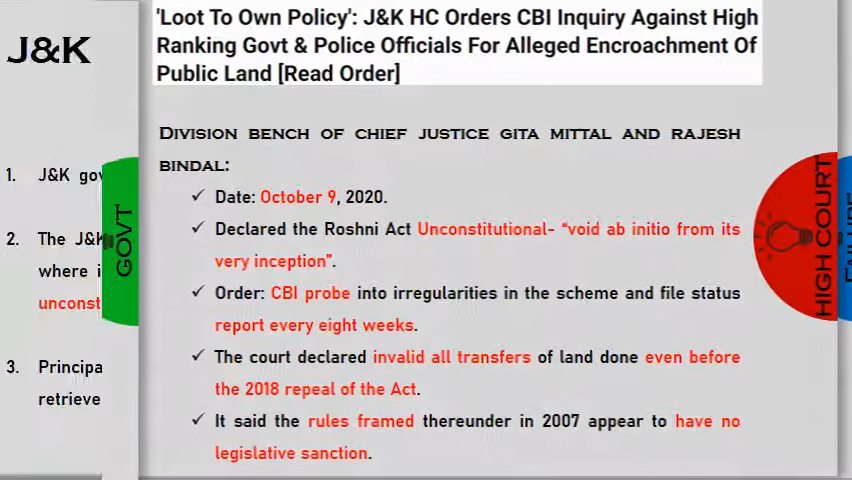 J&K
1. J&K gov
2. The J&K
where i
unconst
3. Principa
retrieve
GOVT
'Loot To Own Policy': J&K HC Orders CBI Inquiry Against High
Ranking Govt & Police Officials For Alleged Encroachment Of
Public Land [Read Order]
DIVISION BENCH OF CHIEF JUSTICE GITA MITTAL AND RAJESH
BINDAL:
✓ Date: October 9, 2020.
✓ Declared the Roshni Act Unconstitutional- “void ab initio from its
very inception”.
✓ Order: CBI probe into irregularities in the scheme and file status
report every eight weeks.
✓ The court declared invalid all transfers of land done even before
the 2018 repeal of the Act.
✓ It said the rules framed thereunder in 2007 appear to have no
legislative sanction.
HIGH COURT
FAILURE